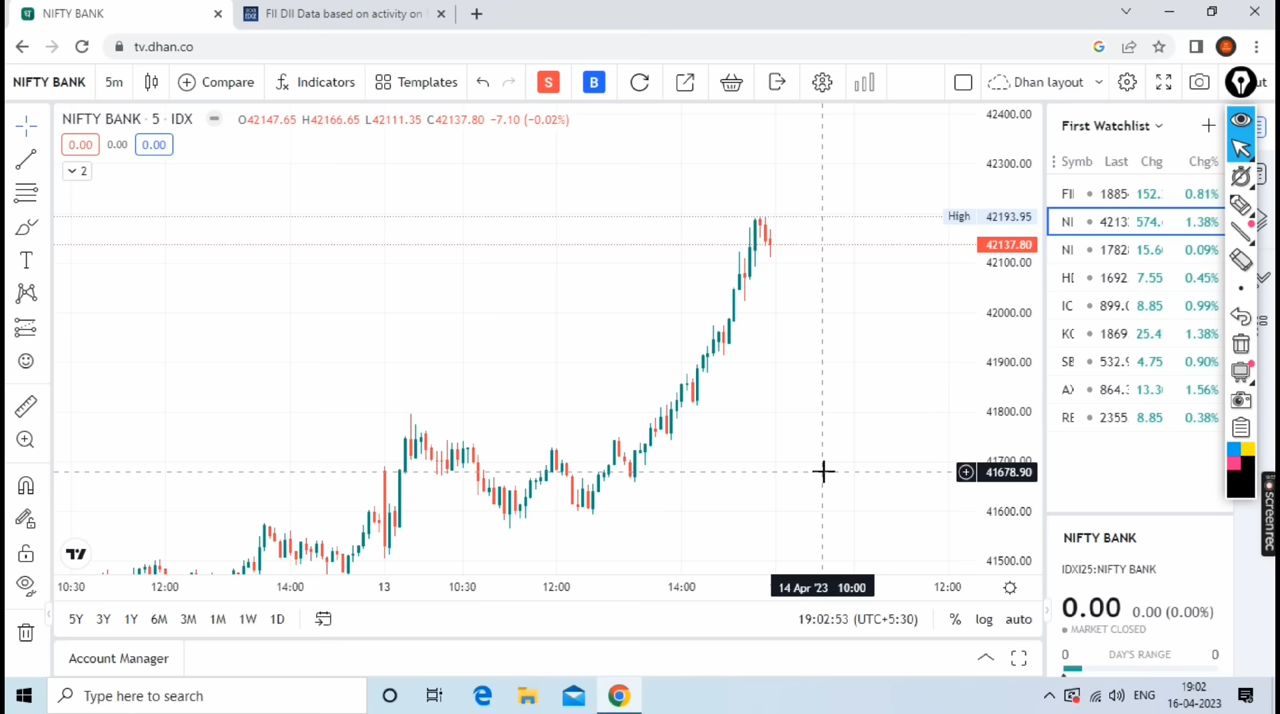 NIFTY BANK
FII DII Data based on activity on
tv.dhan.co
NIFTY BANK 5m Compare Indicators Templates S B Dhan layout
NIFTY BANK · 5 · IDX O42147.65 H42166.65 L42111.35 C42137.80 -7.10 (-0.02%)
0.00 0.00 0.00
2
42400.00
42300.00
High 42193.95
42137.80
42100.00
42000.00
41900.00
41800.00
41700.00
41678.90
41600.00
41500.00
10:30 12:00 14:00 13 10:30 12:00 14:00 14 Apr '23 10:00 12:00
5Y 3Y 1Y 6M 3M 1M 1W 1D 19:02:53 (UTC+5:30) % log auto
Account Manager
First Watchlist
Symb Last Chg Chg%
FII 1885 152. 0.81%
NI 4213 574. 1.38%
NI 1782 15.6 0.09%
HD 1692 7.55 0.45%
IC 899. 8.85 0.99%
KO 1869 25.4 1.38%
SB 532.9 4.75 0.90%
AX 864. 13.3 1.56%
RE 2355 8.85 0.38%
NIFTY BANK
IDX125:NIFTY BANK
0.00 0.00 (0.00%)
MARKET CLOSED
0 DAY'S RANGE 0
screen rec
Type here to search
ENG
19:02
16-04-2023